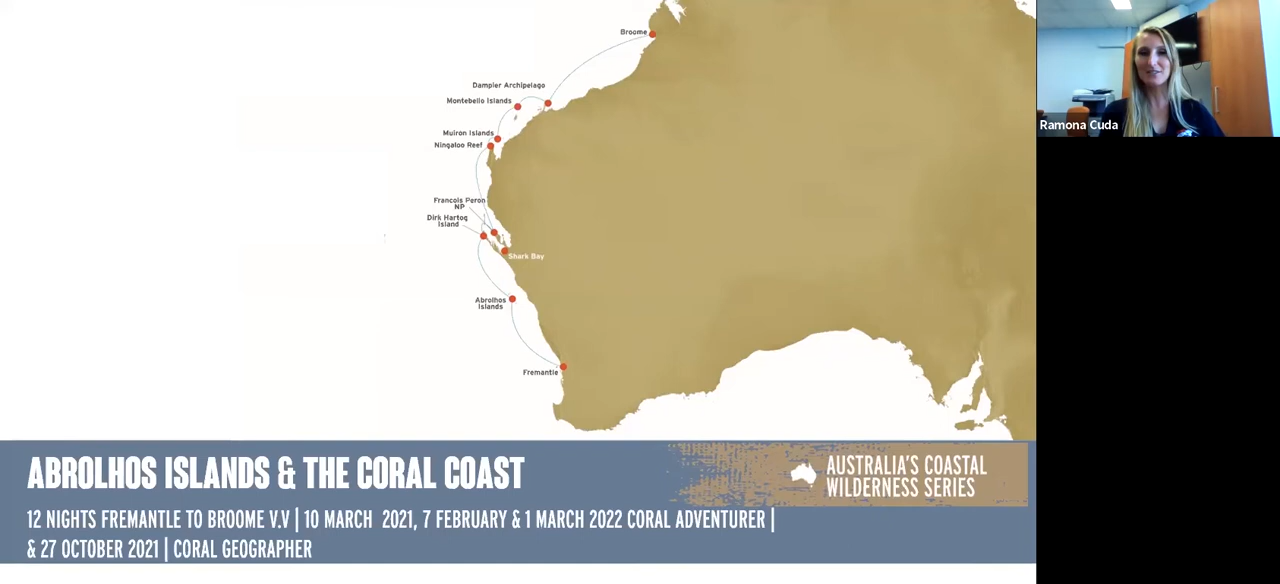 Broome
Dampier Archipelago
Montebello Islands
Muiron Islands
Ningaloo Reef
Francois Peron
NP
Dirk Hartog
Island
Shark Bay
Abrolhos
Islands
Fremantle
ABROLHOS ISLANDS & THE CORAL COAST
12 NIGHTS FREMANTLE TO BROOME V.V | 10 MARCH 2021, 7 FEBRUARY & 1 MARCH 2022 CORAL ADVENTURER |
& 27 OCTOBER 2021 | CORAL GEOGRAPHER
AUSTRALIA'S COASTAL
WILDERNESS SERIES
Ramona Cuda